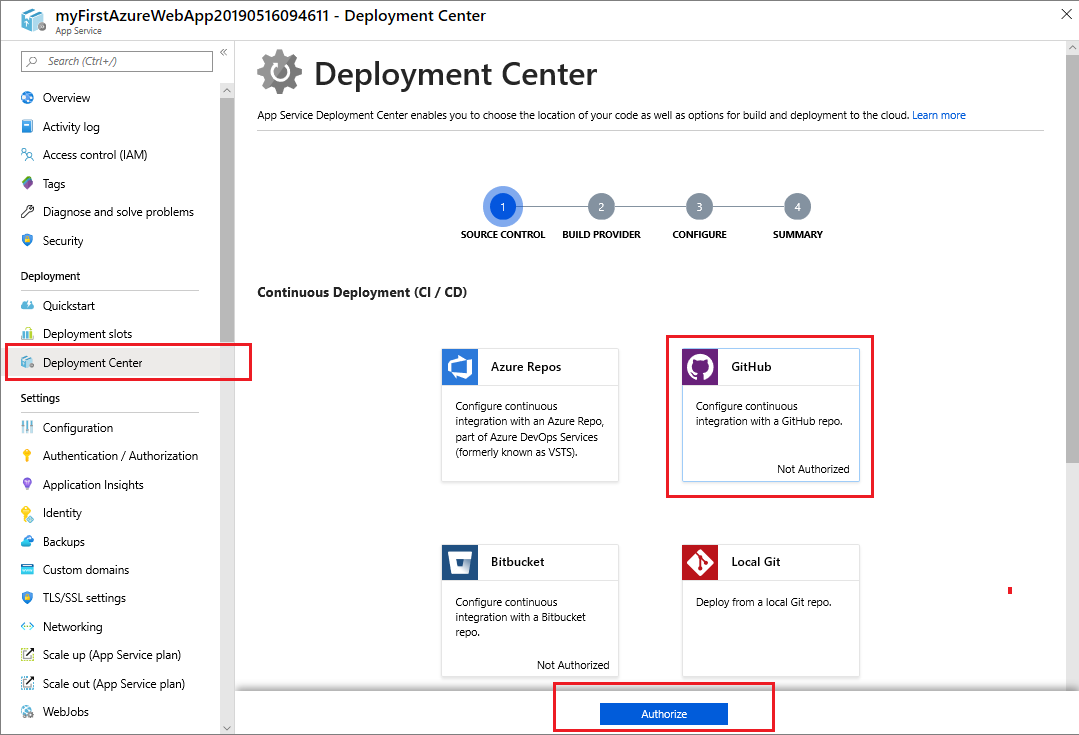 myFirstAzureWebApp20190516094611 - Deployment Center
App Service
Search (Ctrl+/)
Overview
Activity log
Access control (IAM)
Tags
Diagnose and solve problems
Security
Deployment
Quickstart
Deployment slots
Deployment Center
Settings
Configuration
Authentication / Authorization
Application Insights
Identity
Backups
Custom domains
TLS/SSL settings
Networking
Scale up (App Service plan)
Scale out (App Service plan)
WebJobs
Deployment Center
App Service Deployment Center enables you to choose the location of your code as well as options for build and deployment to the cloud. Learn more
1 2 3 4
SOURCE CONTROL BUILD PROVIDER CONFIGURE SUMMARY
Continuous Deployment (CI / CD)
Azure Repos
Configure continuous
integration with an Azure Repo,
part of Azure DevOps Services
(formerly known as VSTS).
GitHub
Configure continuous
integration with a GitHub repo.
Not Authorized
Bitbucket
Configure continuous
integration with a Bitbucket
repo.
Not Authorized
Local Git
Deploy from a local Git repo.
Authorize